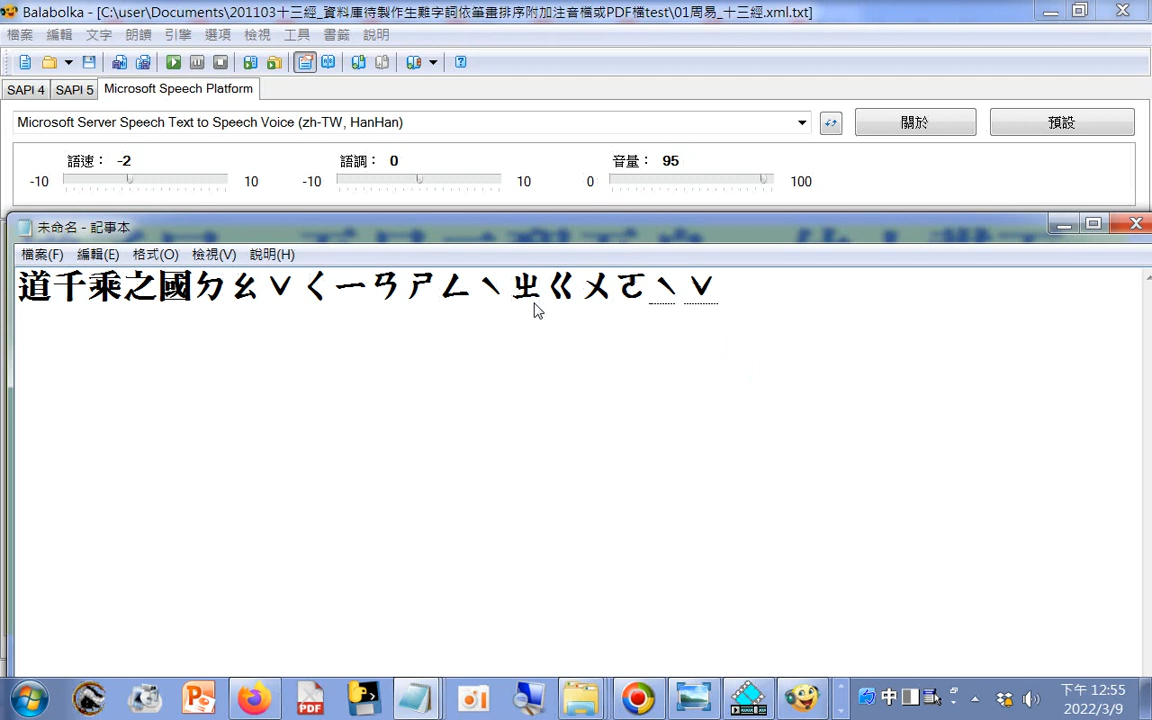 Balabolka - [C:\user\Documents\201103十三經_資料庫待製作生難字詞依筆畫排序附加注音檔或PDF檔test\01周易_十三經.xml.txt]
檔案 編輯 文字 朗讀 引擎 選項 檢視 工具 書籤 說明
SAPI 4 SAPI 5 Microsoft Speech Platform
Microsoft Server Speech Text to Speech Voice (zh-TW, HanHan) 關於 預設
語速： -2 語調： 0 音量： 95
-10 10 -10 10 0 100
未命名 - 記事本
檔案(F) 編輯(E) 格式(O) 檢視(V) 說明(H)
道千乘之國ㄉㄠˇㄑㄧㄢㄕㄥˋㄓㄍㄨㄛˋˇ
中 下午 12:55
2022/3/9